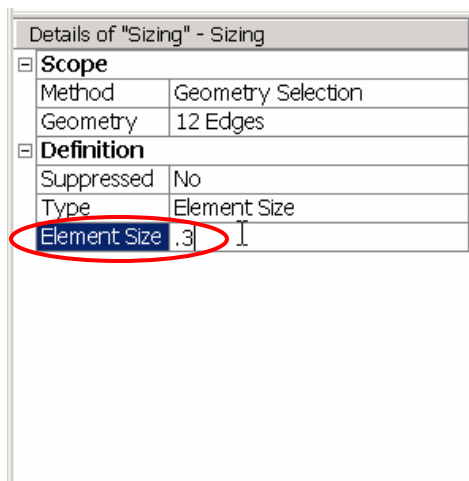 Details of "Sizing" - Sizing
Scope
Method Geometry Selection
Geometry 12 Edges
Definition
Suppressed No
Type Element Size
Element Size .3